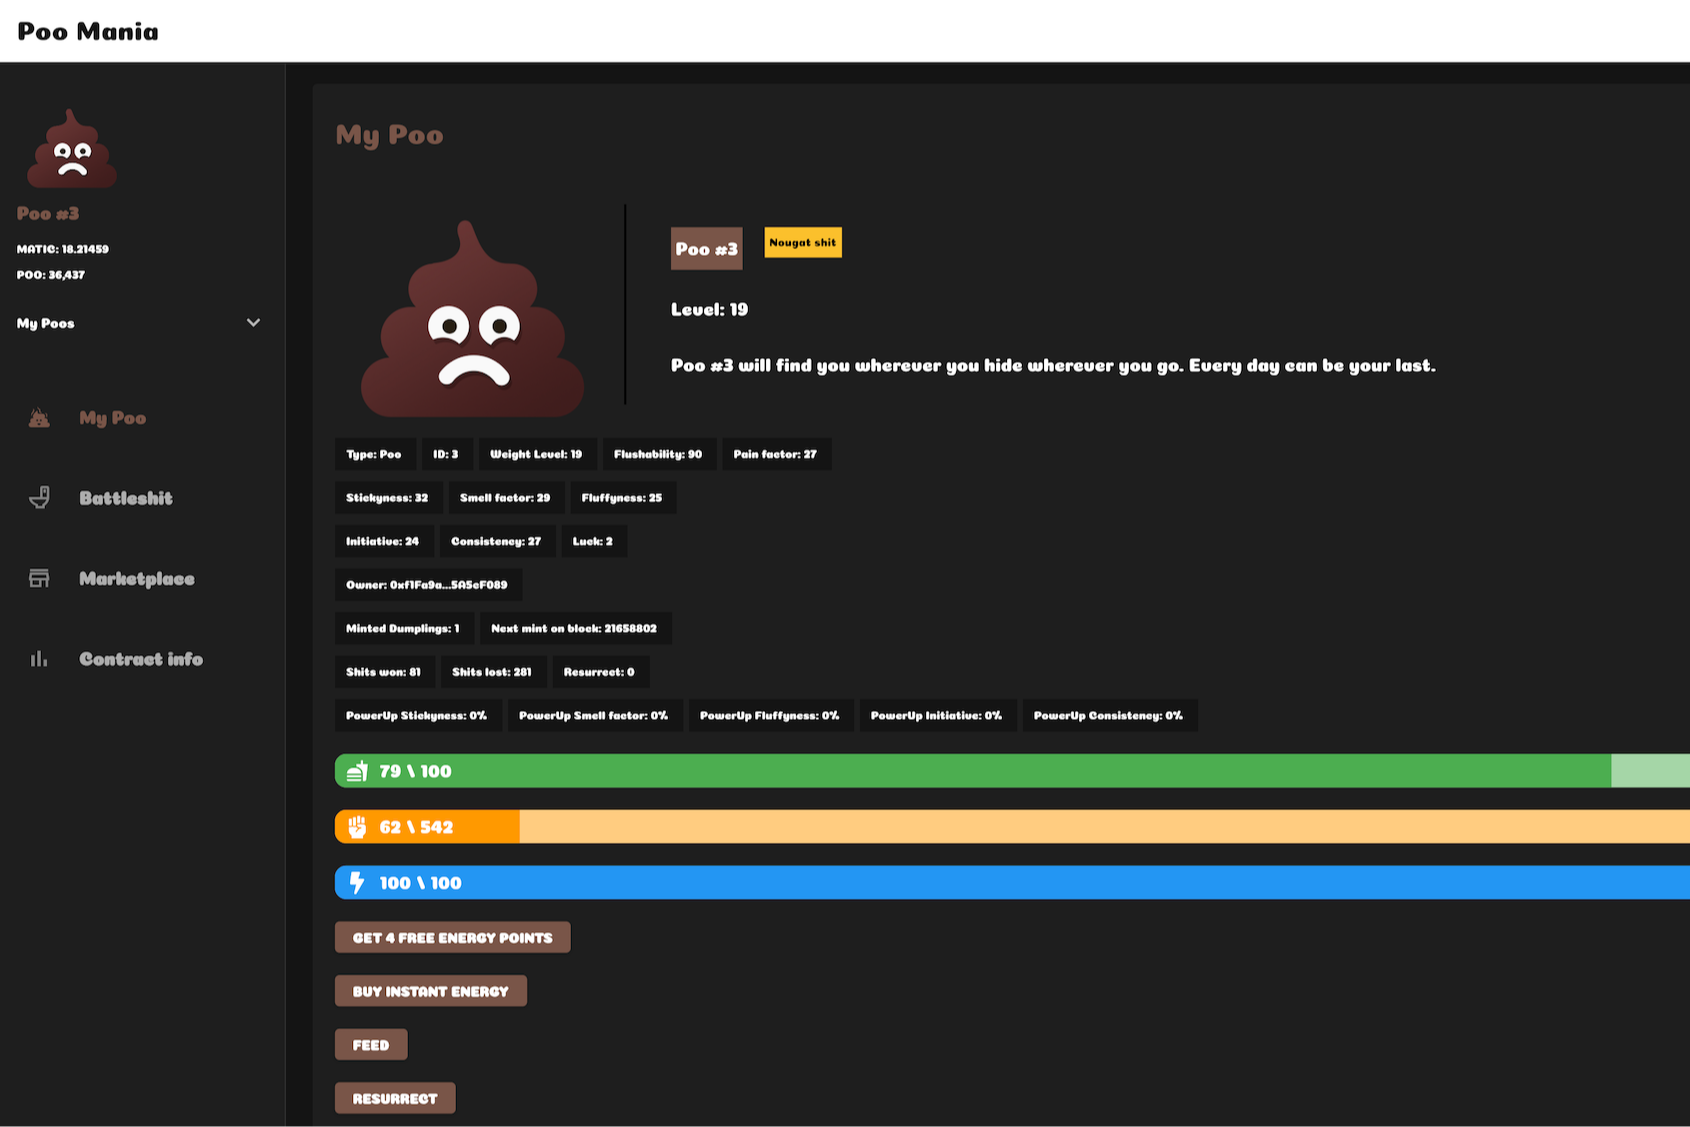 Poo Mania
Poo #3
MATIC: 18.21459
POO: 36,437
My Poos
My Poo
Battleshit
Marketplace
Contract info
My Poo
Poo #3
Nougat shit
Level: 19
Poo #3 will find you wherever you hide wherever you go. Every day can be your last.
Type: Poo ID: 3 Weight Level: 19 Flushability: 90 Pain factor: 27
Stickyness: 32 Smell factor: 29 Fluffyness: 25
Initiative: 24 Consistency: 27 Luck: 2
Owner: 0xf1Fa9a...5A5eF089
Minted Dumplings: 1 Next mint on block: 21658802
Shits won: 81 Shits lost: 281 Resurrect: 0
PowerUp Stickyness: 0% PowerUp Smell factor: 0% PowerUp Fluffyness: 0% PowerUp Initiative: 0% PowerUp Consistency: 0%
79 \ 100
62 \ 542
100 \ 100
GET 4 FREE ENERGY POINTS
BUY INSTANT ENERGY
FEED
RESURRECT